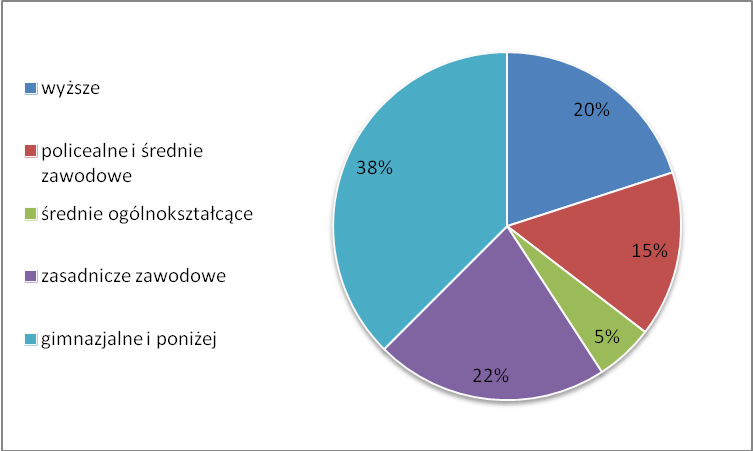 wyższe
policealne i średnie
zawodowe
średnie ogólnokształcące
zasadnicze zawodowe
gimnazjalne i poniżej
20%
15%
5%
22%
38%